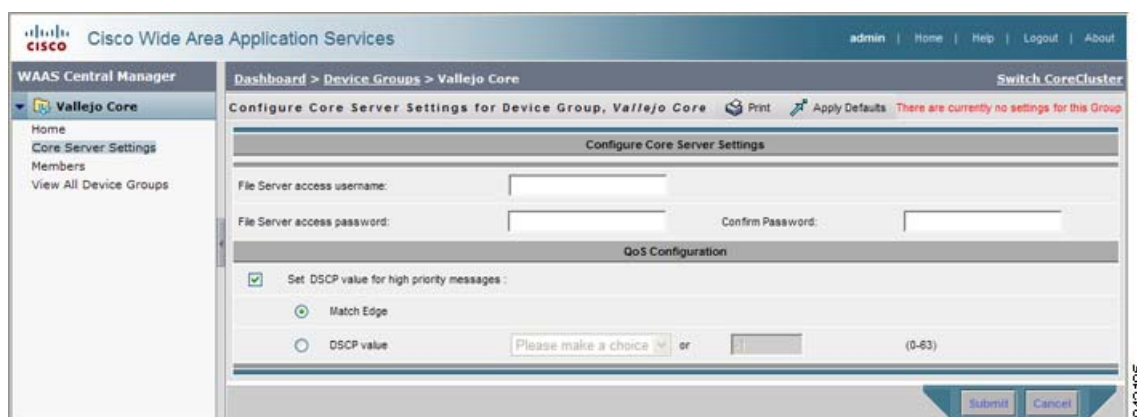 CISCO
Cisco Wide Area Application Services
admin | Home | Help | Logout | About
WAAS Central Manager
Dashboard > Device Groups > Vallejo Core
Switch CoreCluster
Vallejo Core
Configure Core Server Settings for Device Group, Vallejo Core
Print
Apply Defaults
There are currently no settings for this Group
Home
Core Server Settings
Members
View All Device Groups
Configure Core Server Settings
File Server access username:
File Server access password:
Confirm Password:
QoS Configuration
Set DSCP value for high priority messages :
Match Edge
DSCP value
Please make a choice
or
(0-63)
Submit
Cancel